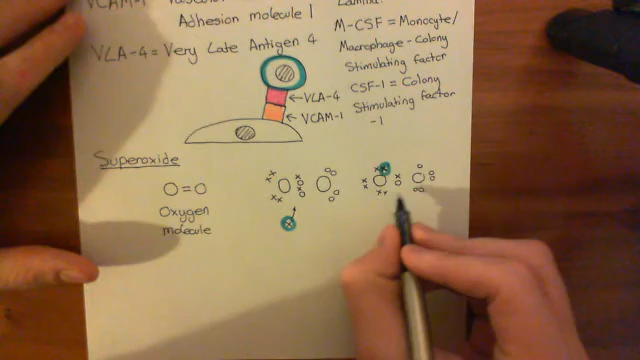 Adhesion molecule 1
VLA-4 = Very Late Antigen 4
M-CSF = Monocyte/
Macrophage - Colony
Stimulating factor
CSF-1 = Colony
Stimulating factor
-1
← VLA-4
← VCAM-1
Superoxide
O=O
Oxygen
molecule